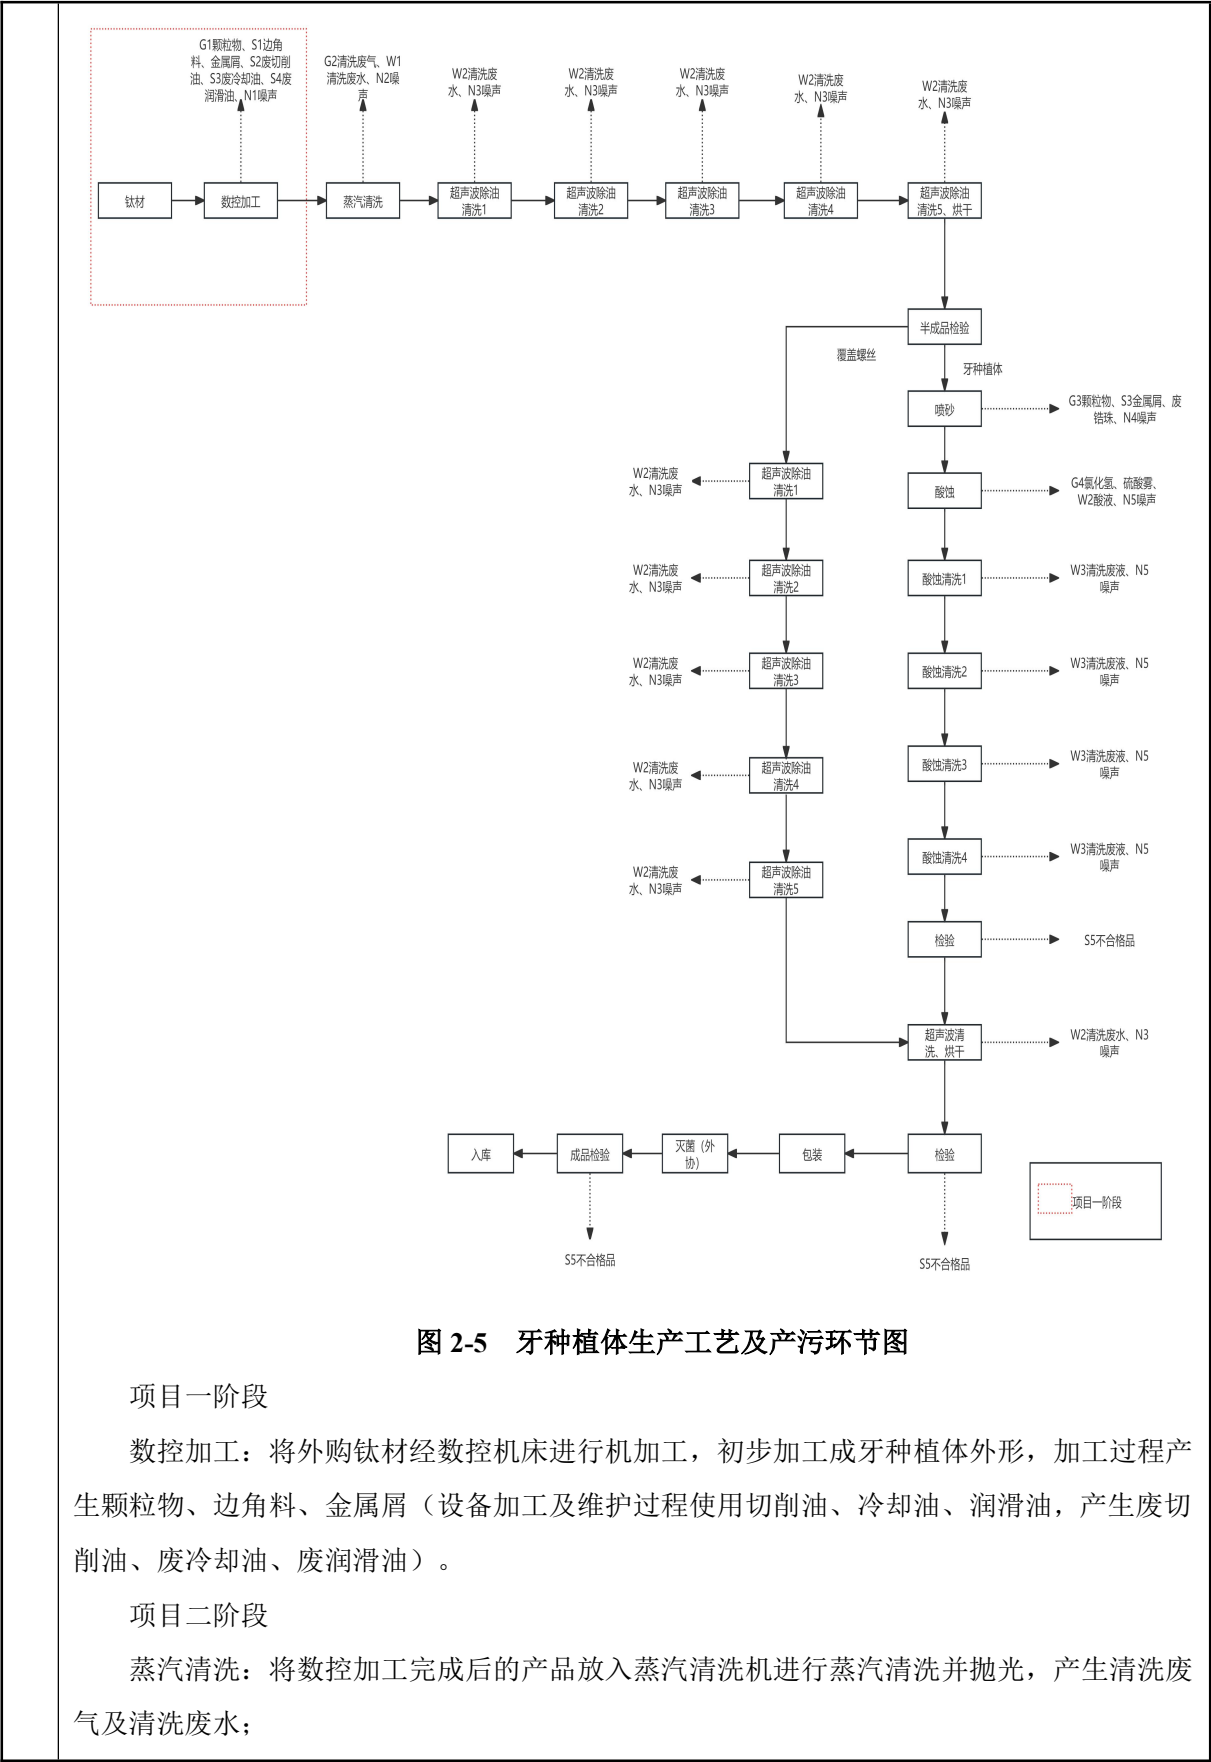 G1颗粒物、S1边角
料、金属屑、S2废切削
油、S3废冷却油、S4废
润滑油、N1噪声
G2清洗废气、W1
清洗废水、N2噪
声
W2清洗废
水、N3噪声
W2清洗废
水、N3噪声
W2清洗废
水、N3噪声
W2清洗废
水、N3噪声
W2清洗废
水、N3噪声
钛材
数控加工
蒸汽清洗
超声波除油
清洗1
超声波除油
清洗2
超声波除油
清洗3
超声波除油
清洗4
超声波除油
清洗5、烘干
半成品检验
覆盖螺丝
牙种植体
喷砂
G3颗粒物、S3金属屑、废
锆珠、N4噪声
W2清洗废
水、N3噪声
超声波除油
清洗1
酸蚀
G4氯化氢、硫酸雾、
W2酸液、N5噪声
W2清洗废
水、N3噪声
超声波除油
清洗2
酸蚀清洗1
W3清洗废液、N5
噪声
W2清洗废
水、N3噪声
超声波除油
清洗3
酸蚀清洗2
W3清洗废液、N5
噪声
W2清洗废
水、N3噪声
超声波除油
清洗4
酸蚀清洗3
W3清洗废液、N5
噪声
W2清洗废
水、N3噪声
超声波除油
清洗5
酸蚀清洗4
W3清洗废液、N5
噪声
检验
S5不合格品
超声波清
洗、烘干
W2清洗废水、N3
噪声
入库
成品检验
灭菌（外
协）
包装
检验
项目一阶段
S5不合格品
S5不合格品
图 2-5 牙种植体生产工艺及产污环节图
项目一阶段
数控加工：将外购钛材经数控机床进行机加工，初步加工成牙种植体外形，加工过程产
生颗粒物、边角料、金属屑（设备加工及维护过程使用切削油、冷却油、润滑油，产生废切
削油、废冷却油、废润滑油）。
项目二阶段
蒸汽清洗：将数控加工完成后的产品放入蒸汽清洗机进行蒸汽清洗并抛光，产生清洗废
气及清洗废水；